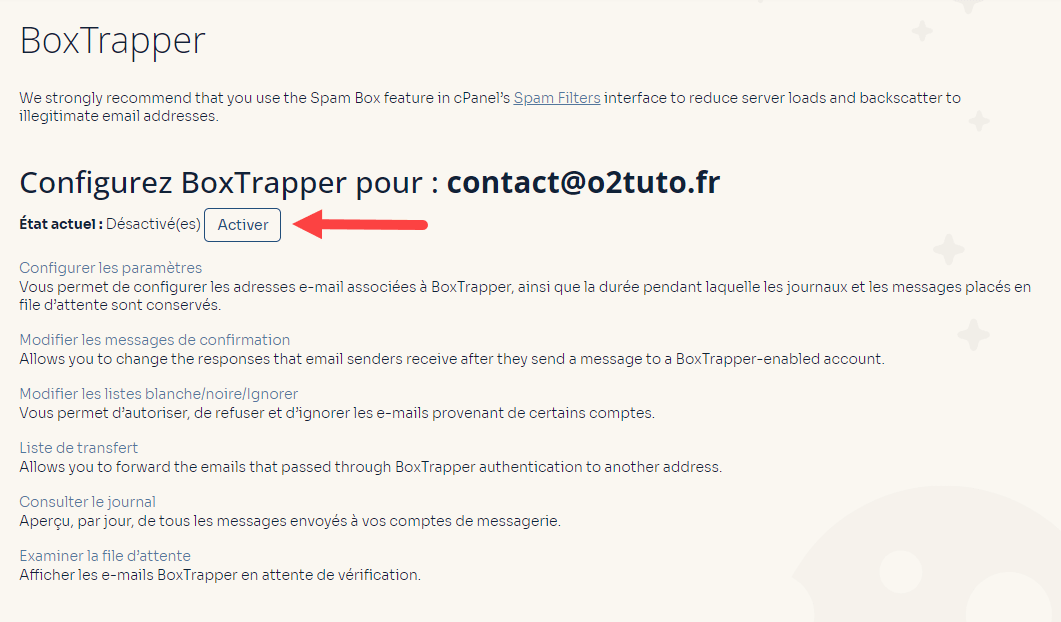 BoxTrapper
We strongly recommend that you use the Spam Box feature in cPanel's Spam Filters interface to reduce server loads and backscatter to
illegitimate email addresses.
Configurez BoxTrapper pour : contact@o2tuto.fr
État actuel : Désactivé(es) Activer
Configurer les paramètres
Vous permet de configurer les adresses e-mail associées à BoxTrapper, ainsi que la durée pendant laquelle les journaux et les messages placés en
file d'attente sont conservés.
Modifier les messages de confirmation
Allows you to change the responses that email senders receive after they send a message to a BoxTrapper-enabled account.
Modifier les listes blanche/noire/Ignorer
Vous permet d'autoriser, de refuser et d'ignorer les e-mails provenant de certains comptes.
Liste de transfert
Allows you to forward the emails that passed through BoxTrapper authentication to another address.
Consulter le journal
Aperçu, par jour, de tous les messages envoyés à vos comptes de messagerie.
Examiner la file d'attente
Afficher les e-mails BoxTrapper en attente de vérification.